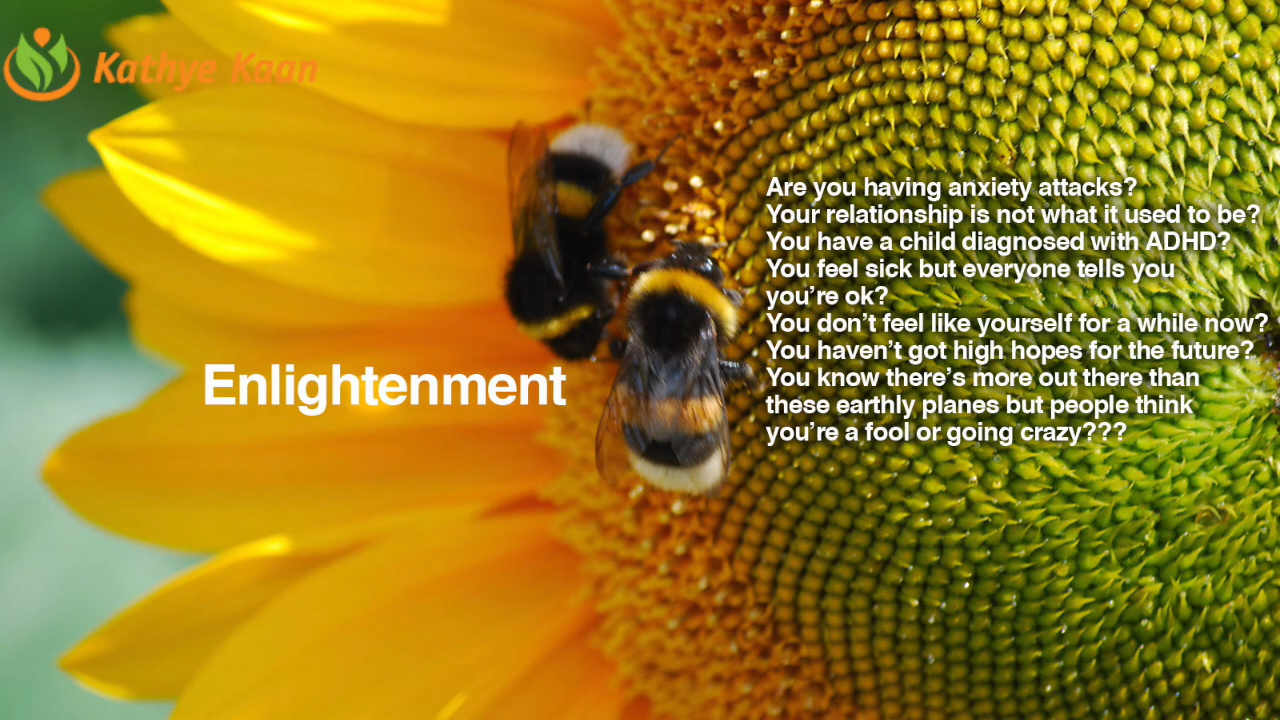 Kathye Kaan
Are you having anxiety attacks?
Your relationship is not what it used to be?
You have a child diagnosed with ADHD?
You feel sick but everyone tells you
you're ok?
You don't feel like yourself for a while now?
You haven't got high hopes for the future?
You know there's more out there than
these earthly planes but people think
you're a fool or going crazy???
Enlightenment